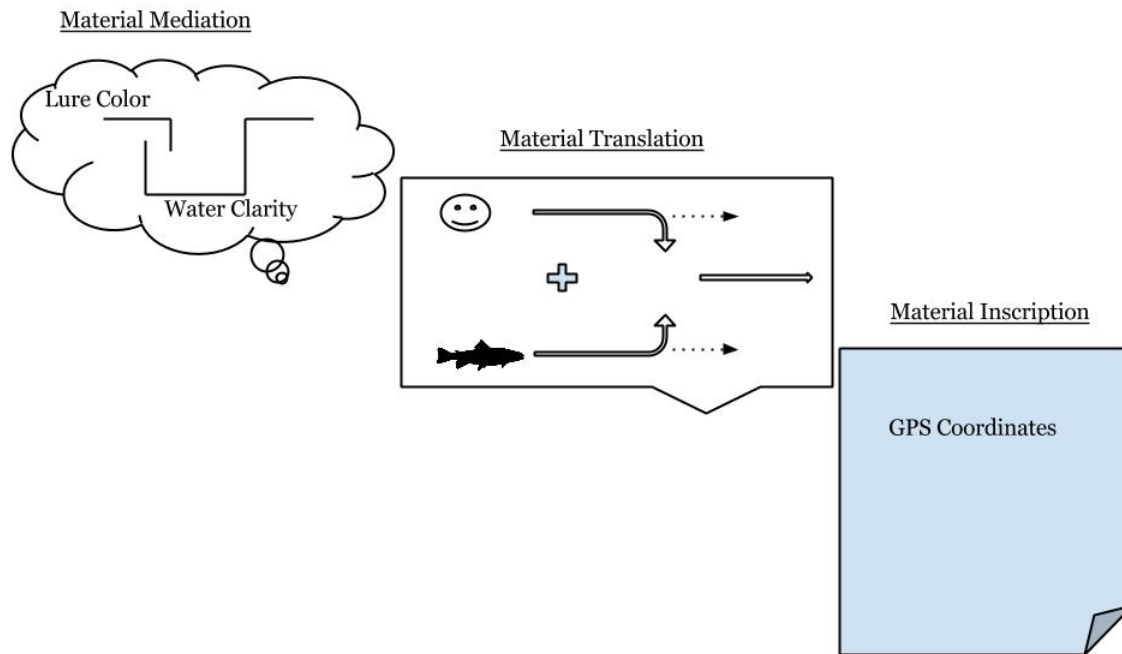 Material Mediation
Lure Color
Water Clarity
Material Translation
Material Inscription
GPS Coordinates